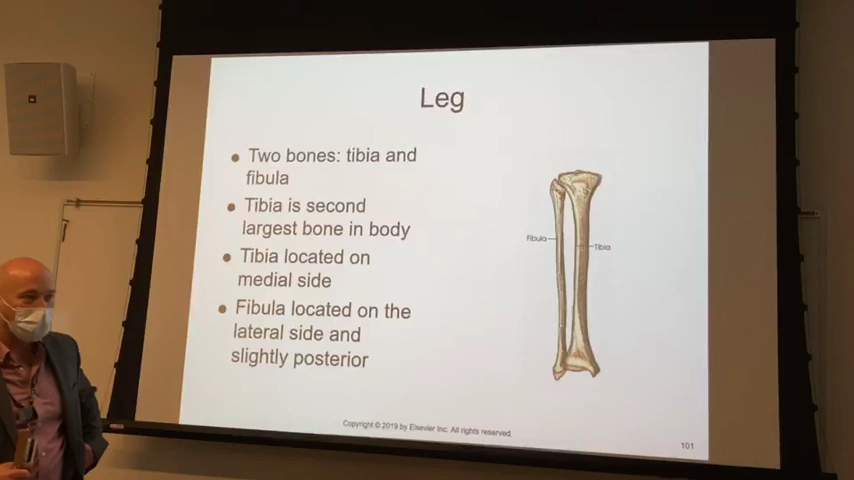 Leg
• Two bones: tibia and
fibula
• Tibia is second
largest bone in body
• Tibia located on
medial side
• Fibula located on the
lateral side and
slightly posterior
Fibula
Tibia
Copyright © 2019 by Elsevier Inc. All rights reserved.
101